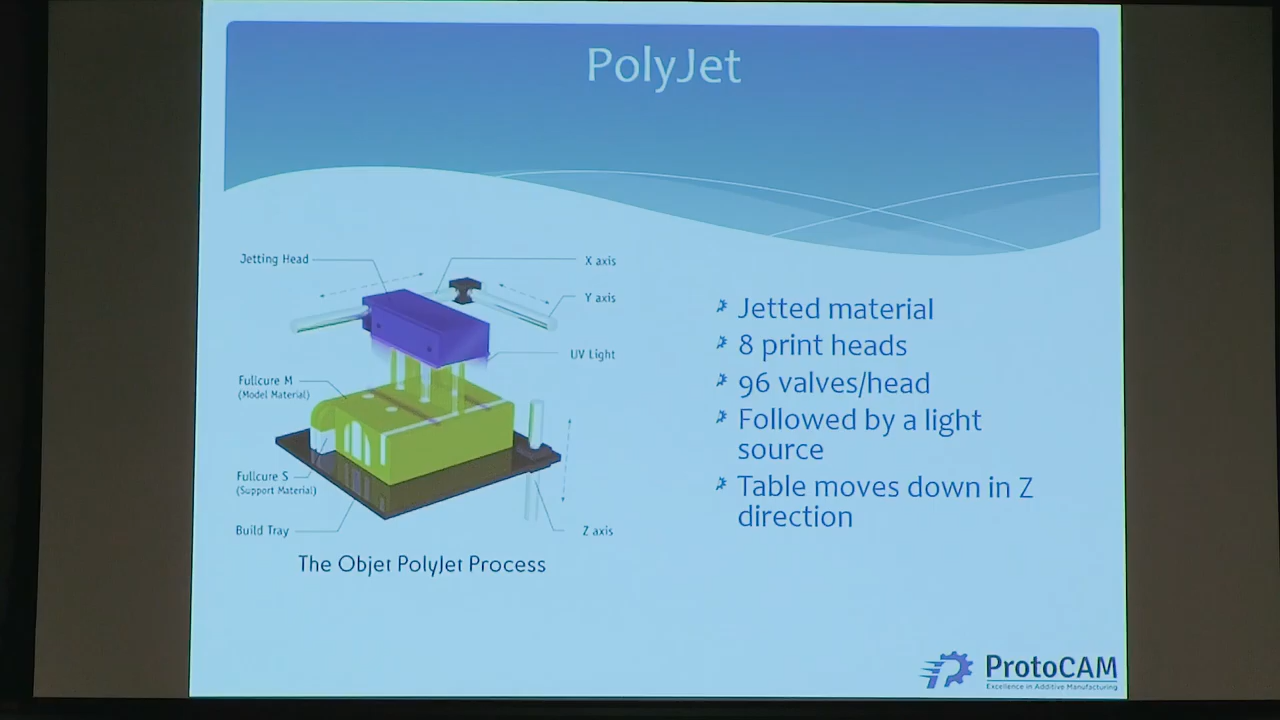 PolyJet
Jetting Head
X axis
Y axis
UV Light
Fullcure M
(Model Material)
Fullcure S
(Support Material)
Build Tray
Z axis
The Objet PolyJet Process
Jetted material
8 print heads
96 valves/head
Followed by a light
source
Table moves down in Z
direction
ProtoCAM
Excellence in Additive Manufacturing